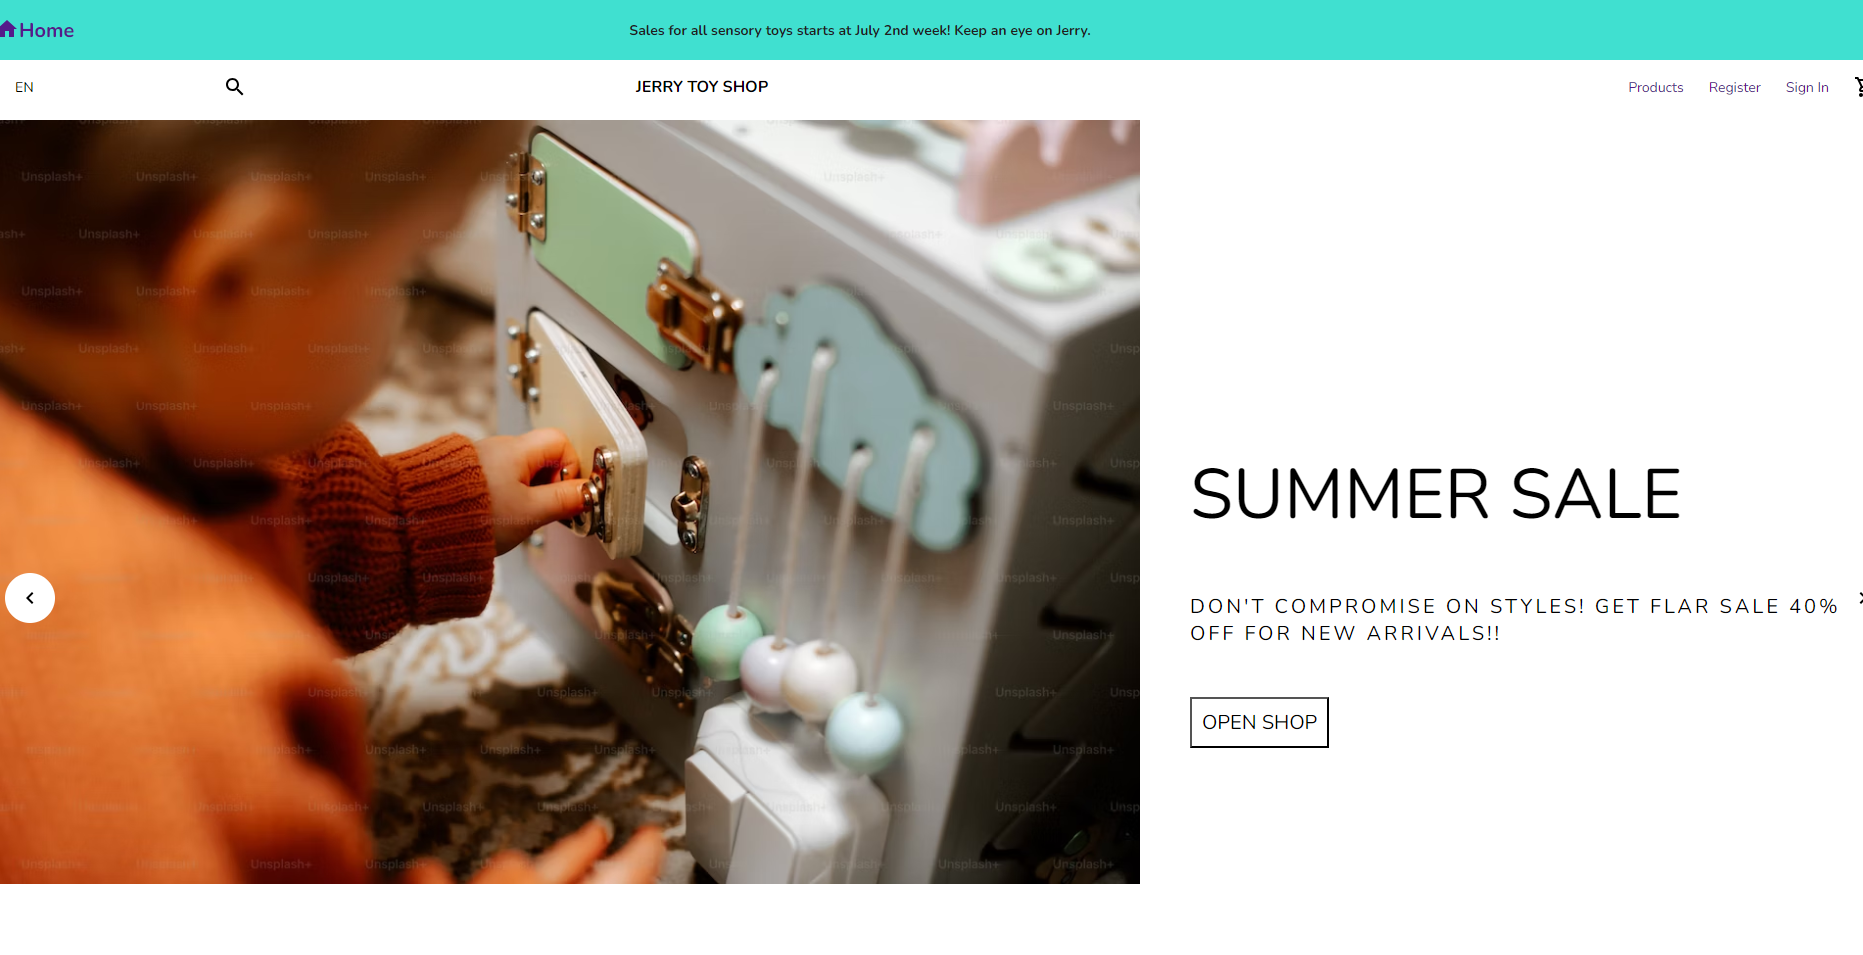 Home
Sales for all sensory toys starts at July 2nd week! Keep an eye on Jerry.
EN
JERRY TOY SHOP
Products Register Sign In
SUMMER SALE
DON'T COMPROMISE ON STYLES! GET FLAR SALE 40%
OFF FOR NEW ARRIVALS!!
OPEN SHOP
Unsplash+